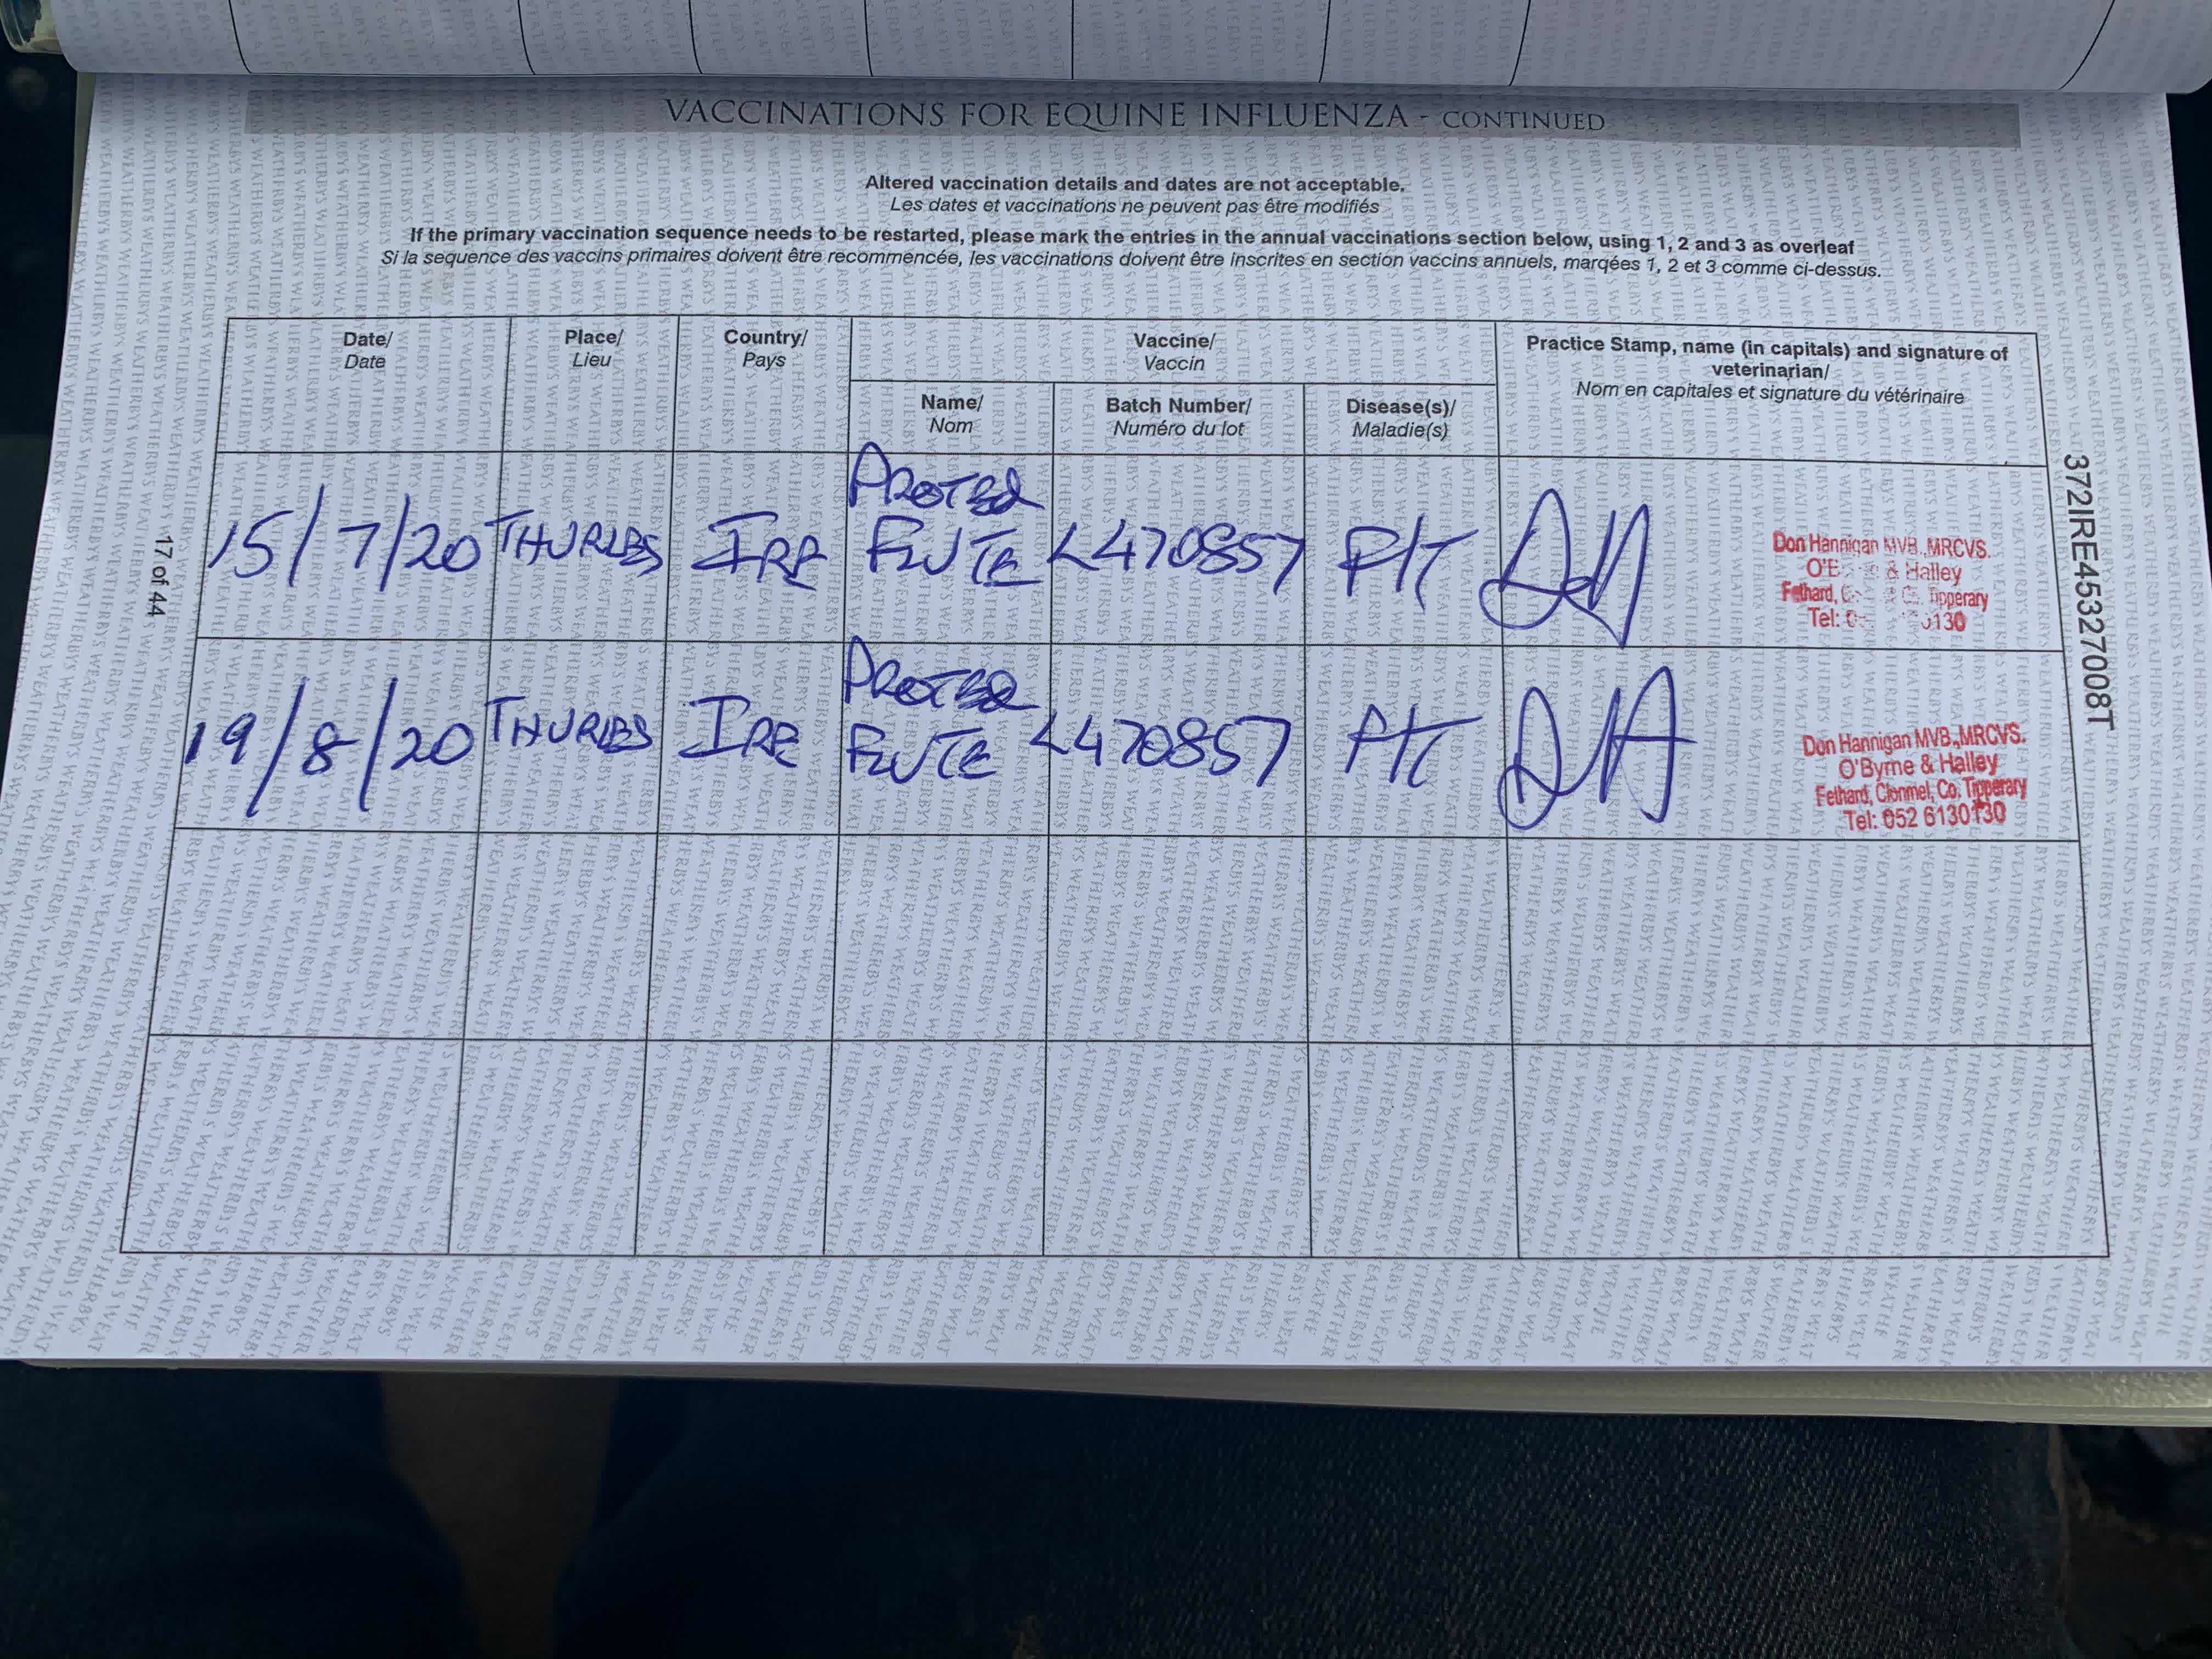 VACCINATIONS FOR EQUINE INFLUENZA - CONTINUED
Altered vaccination details and dates are not acceptable.
Les dates et vaccinations ne peuvent pas être modifiés
If the primary vaccination sequence needs to be restarted, please mark the entries in the annual vaccinations section below, using 1, 2 and 3 as overleaf
Si la sequence des vaccins primaires doivent être recommencée, les vaccinations doivent être inscrites en section vaccins annuels, marqées 1, 2 et 3 comme ci-dessus.
Date/
Date
Place/
Lieu
Country/
Pays
Vaccine/
Vaccin
Name/
Nom
Batch Number/
Numéro du lot
Disease(s)/
Maladie(s)
Practice Stamp, name (in capitals) and signature of
veterinarian/
Nom en capitales et signature du vétérinaire
15/7/20 THURLES IRE PROTEQ
FLU TE L470857 F/T
Don Hannigan MVB.,MRCVS.
& Halley
Fethard, Tipperary
Tel:
19/8/20 THURLES IRE PROTEQ
FLU TE L470857 F/T
Don Hannigan MVB.,MRCVS.
O'Byrne & Halley
Fethard, Clonmel, Co. Tipperary
Tel: 052 6130130
17 of 44
372IRE45327008T
WEATHERBYS